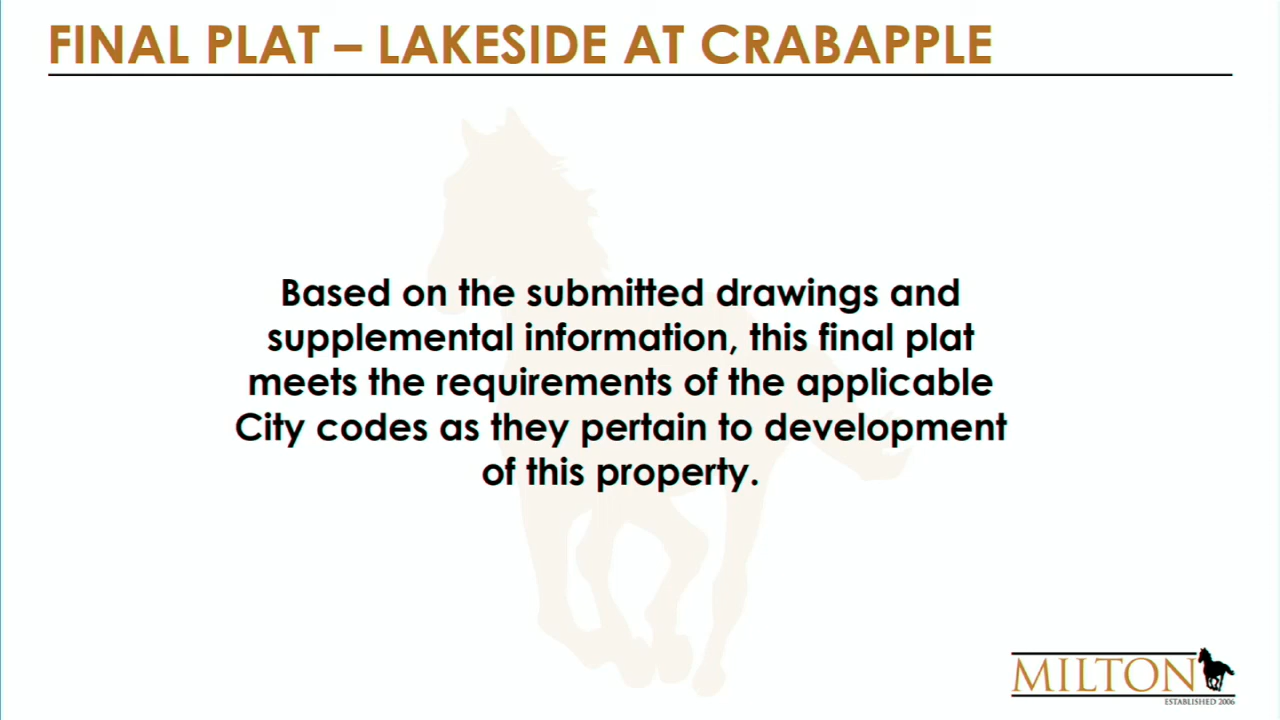 FINAL PLAT – LAKESIDE AT CRABAPPLE
Based on the submitted drawings and
supplemental information, this final plat
meets the requirements of the applicable
City codes as they pertain to development
of this property.
MILTON
ESTABLISHED 2006